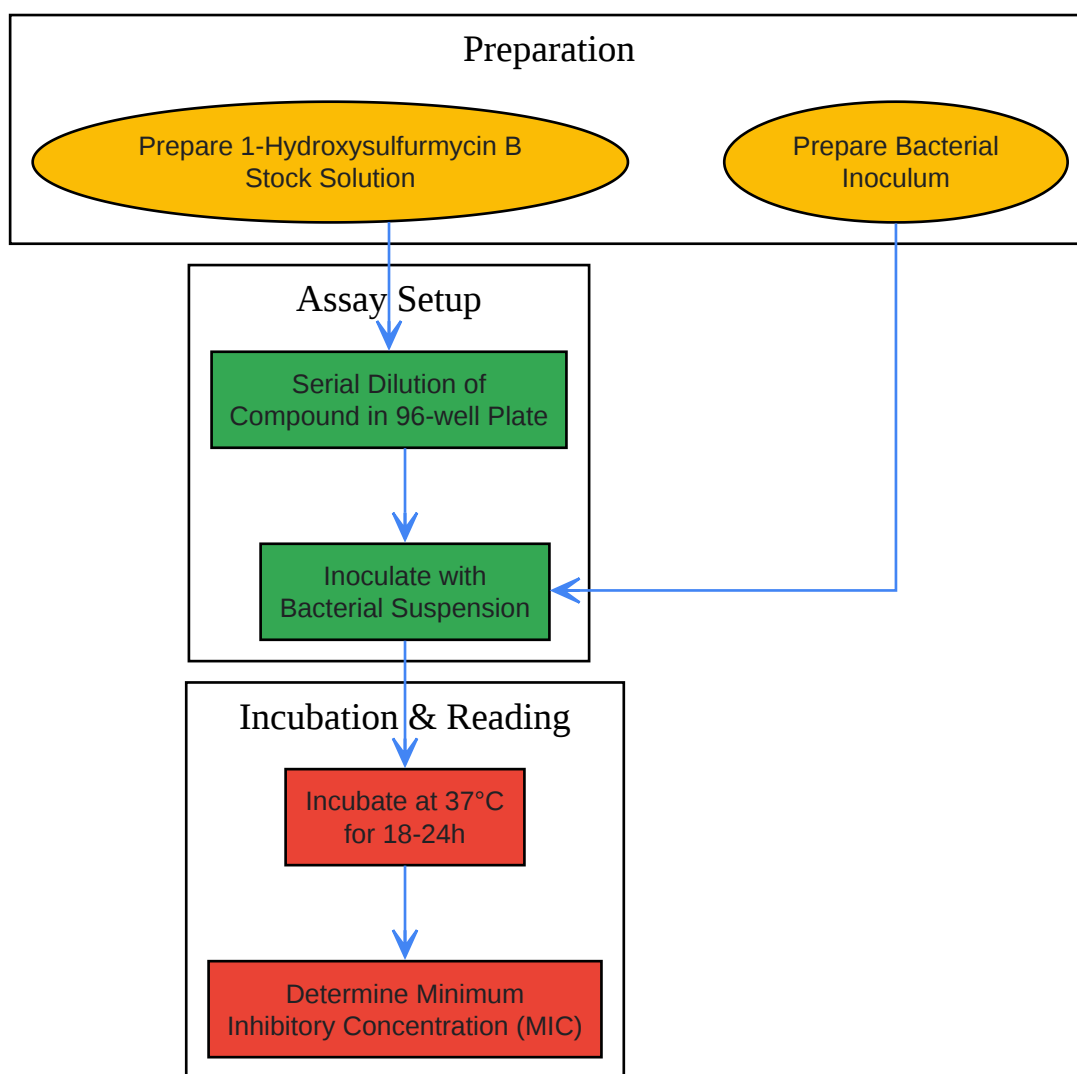 Preparation
Prepare 1-Hydroxysulfurmycin B
Stock Solution
Prepare Bacterial
Inoculum
Assay Setup
Serial Dilution of
Compound in 96-well Plate
Inoculate with
Bacterial Suspension
Incubation & Reading
Incubate at 37°C
for 18-24h
Determine Minimum
Inhibitory Concentration (MIC)